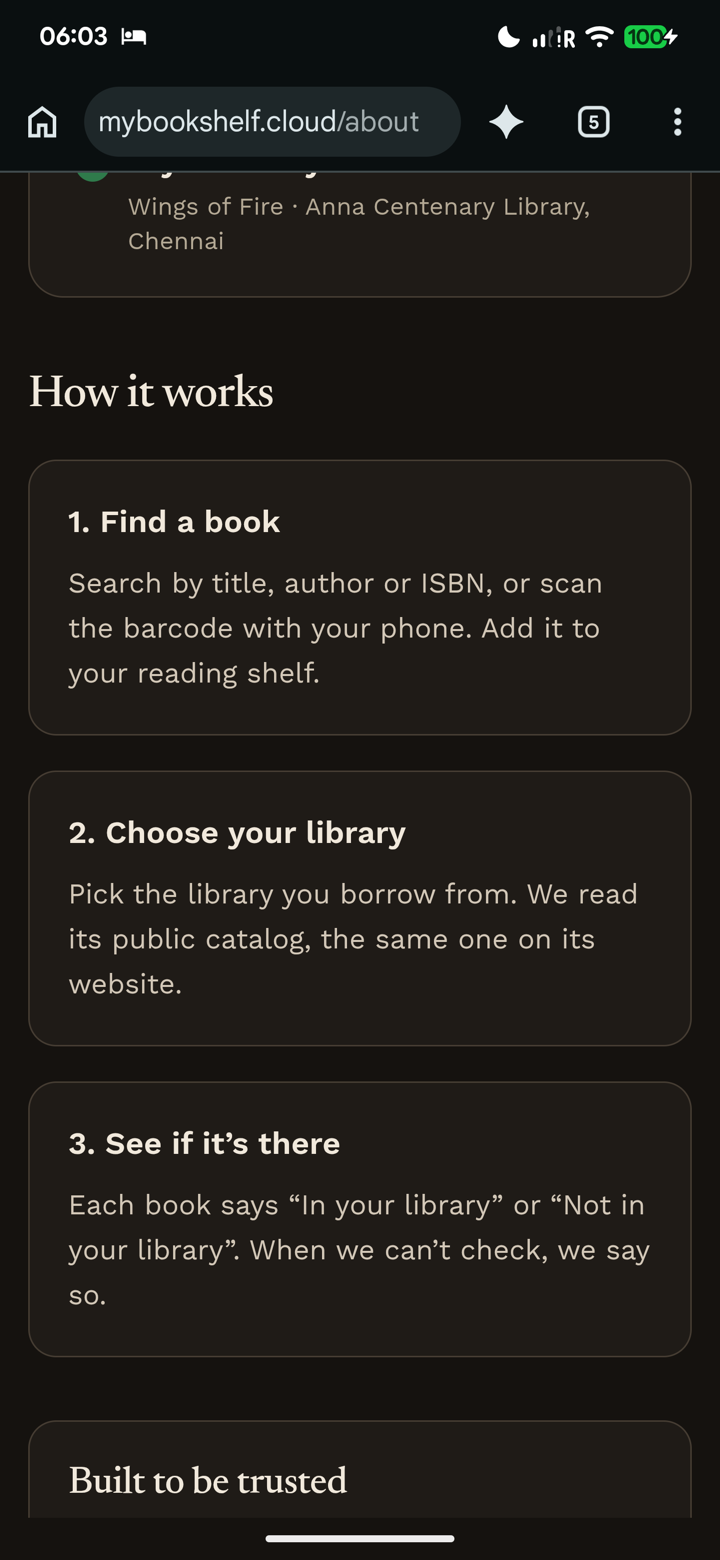 06:03
R
100
mybookshelf.cloud/about
5
Wings of Fire · Anna Centenary Library,
Chennai
How it works
1. Find a book
Search by title, author or ISBN, or scan
the barcode with your phone. Add it to
your reading shelf.
2. Choose your library
Pick the library you borrow from. We read
its public catalog, the same one on its
website.
3. See if it’s there
Each book says “In your library” or “Not in
your library”. When we can’t check, we say
so.
Built to be trusted